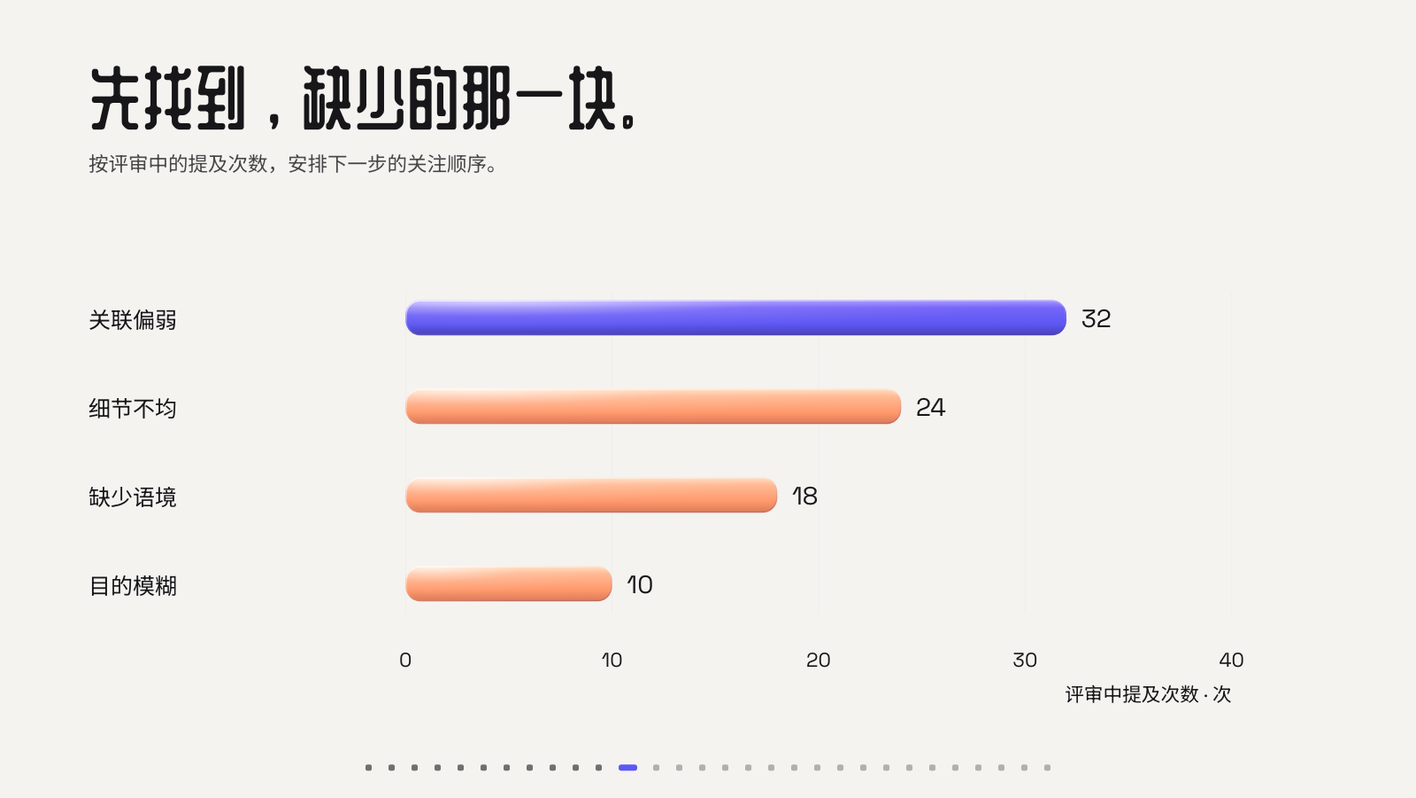 先找到，缺少的那一块。
按评审中的提及次数，安排下一步的关注顺序。
关联偏弱
32
细节不均
24
缺少语境
18
目的模糊
10
0 10 20 30 40
评审中提及次数 · 次